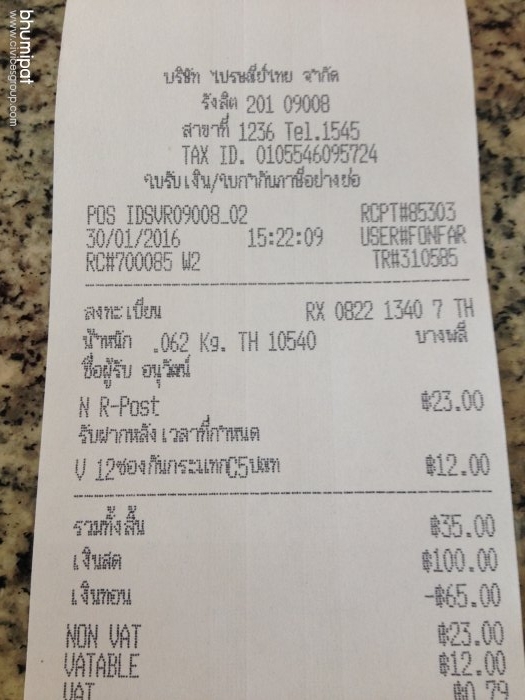 bhumipat
www.civicesgroup.com
บริษัท ไปรษณีย์ไทย จำกัด
รังสิต 201 09008
สาขาที่ 1236 Tel.1545
TAX ID. 0105546095724
ใบรับเงิน/ใบกำกับภาษีอย่างย่อ
POS IDSVR09008_02 RCPT#85303
30/01/2016 15:22:09 USER#FONFAR
RC#700085 W2 TR#310585
ลงทะเบียน RX 0822 1340 7 TH
น้ำหนัก .062 Kg. TH 10540 บางพลี
ชื่อผู้รับ อนุวัฒน์
N R-Post ฿23.00
รับฝากหลังเวลาที่กำหนด
V 12ซองกันกระแทกC5ปณท ฿12.00
รวมทั้งสิ้น ฿35.00
เงินสด ฿100.00
เงินทอน -฿65.00
NON VAT ฿23.00
VATABLE ฿12.00
VAT ฿0.79